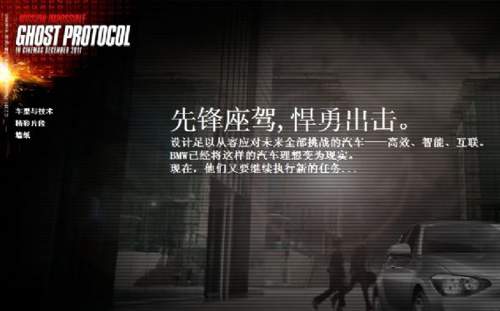 MISSION: IMPOSSIBLE
GHOST PROTOCOL
IN CINEMAS DECEMBER 2011
车型与技术
精彩片段
墙纸
先锋座驾,悍勇出击。
设计足以从容应对未来全部挑战的汽车——高效、智能、互联。
BMW已经将这样的汽车理想变为现实。
现在,他们又要继续执行新的任务...